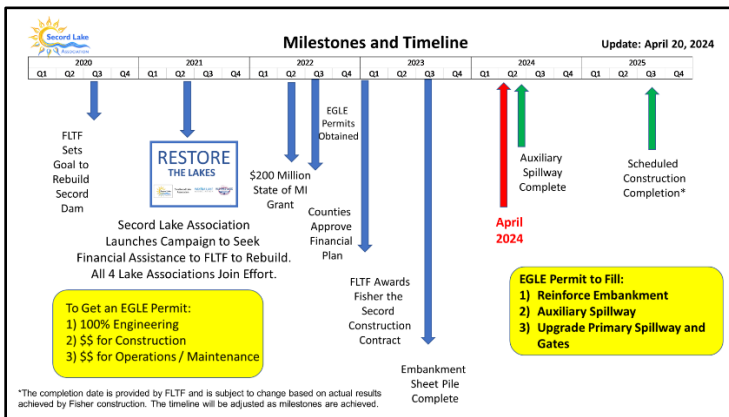 Secord Lake
ASSOCIATION
Milestones and Timeline
Update: April 20, 2024
2020 2021 2022 2023 2024 2025
Q1 Q2 Q3 Q4 Q1 Q2 Q3 Q4 Q1 Q2 Q3 Q4 Q1 Q2 Q3 Q4 Q1 Q2 Q3 Q4 Q1 Q2 Q3 Q4
FLTF
Sets
Goal to
Rebuild
Secord
Dam
RESTORE
THE LAKES
Secord Lake Association
Launches Campaign to Seek
Financial Assistance to FLTF to Rebuild.
All 4 Lake Associations Join Effort.
$200 Million
State of MI
Grant
Counties
Approve
Financial
Plan
EGLE
Permits
Obtained
FLTF Awards
Fisher the
Second
Construction
Contract
Embankment
Sheet Pile
Complete
April
2024
Auxiliary
Spillway
Complete
Scheduled
Construction
Completion*
To Get an EGLE Permit:
1) 100% Engineering
2) $$ for Construction
3) $$ for Operations / Maintenance
EGLE Permit to Fill:
1) Reinforce Embankment
2) Auxiliary Spillway
3) Upgrade Primary Spillway and
Gates
*The completion date is provided by FLTF and is subject to change based on actual results
achieved by Fisher construction. The timeline will be adjusted as milestones are achieved.